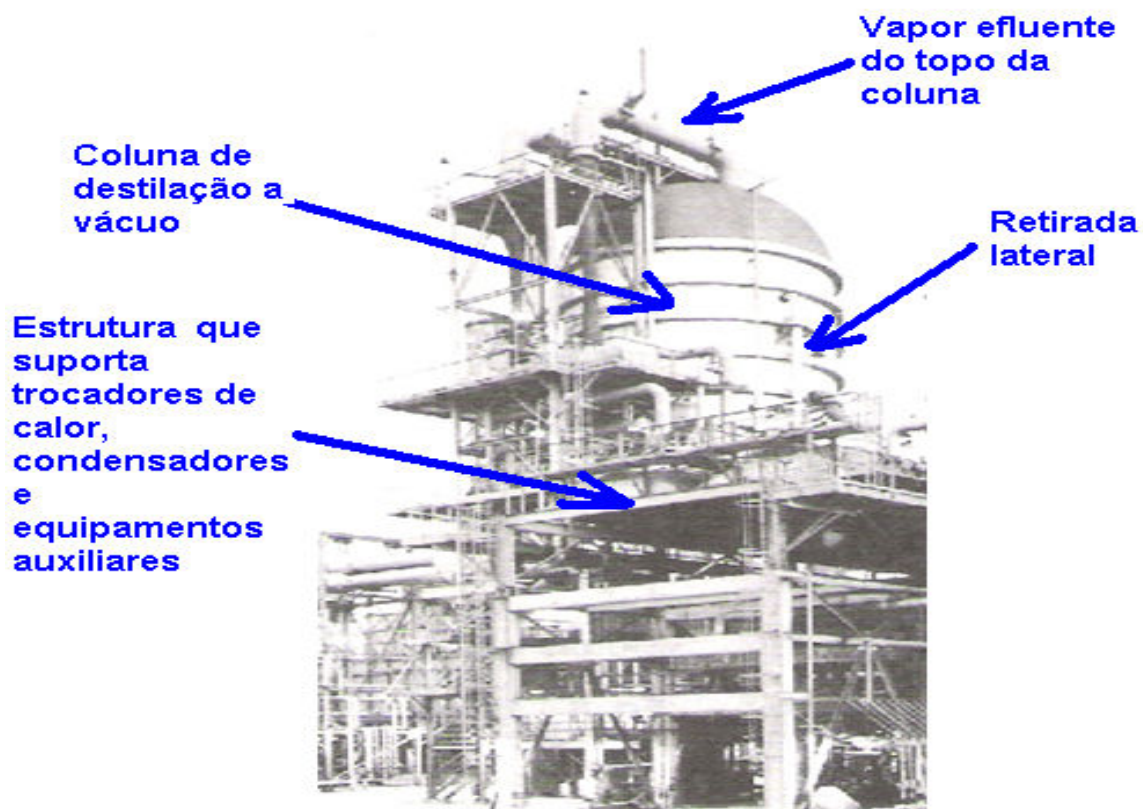 Vapor efluente
do topo da
coluna
Coluna de
destilação a
vácuo
Retirada
lateral
Estrutura que
suporta
trocadores de
calor,
condensadores
e
equipamentos
auxiliares